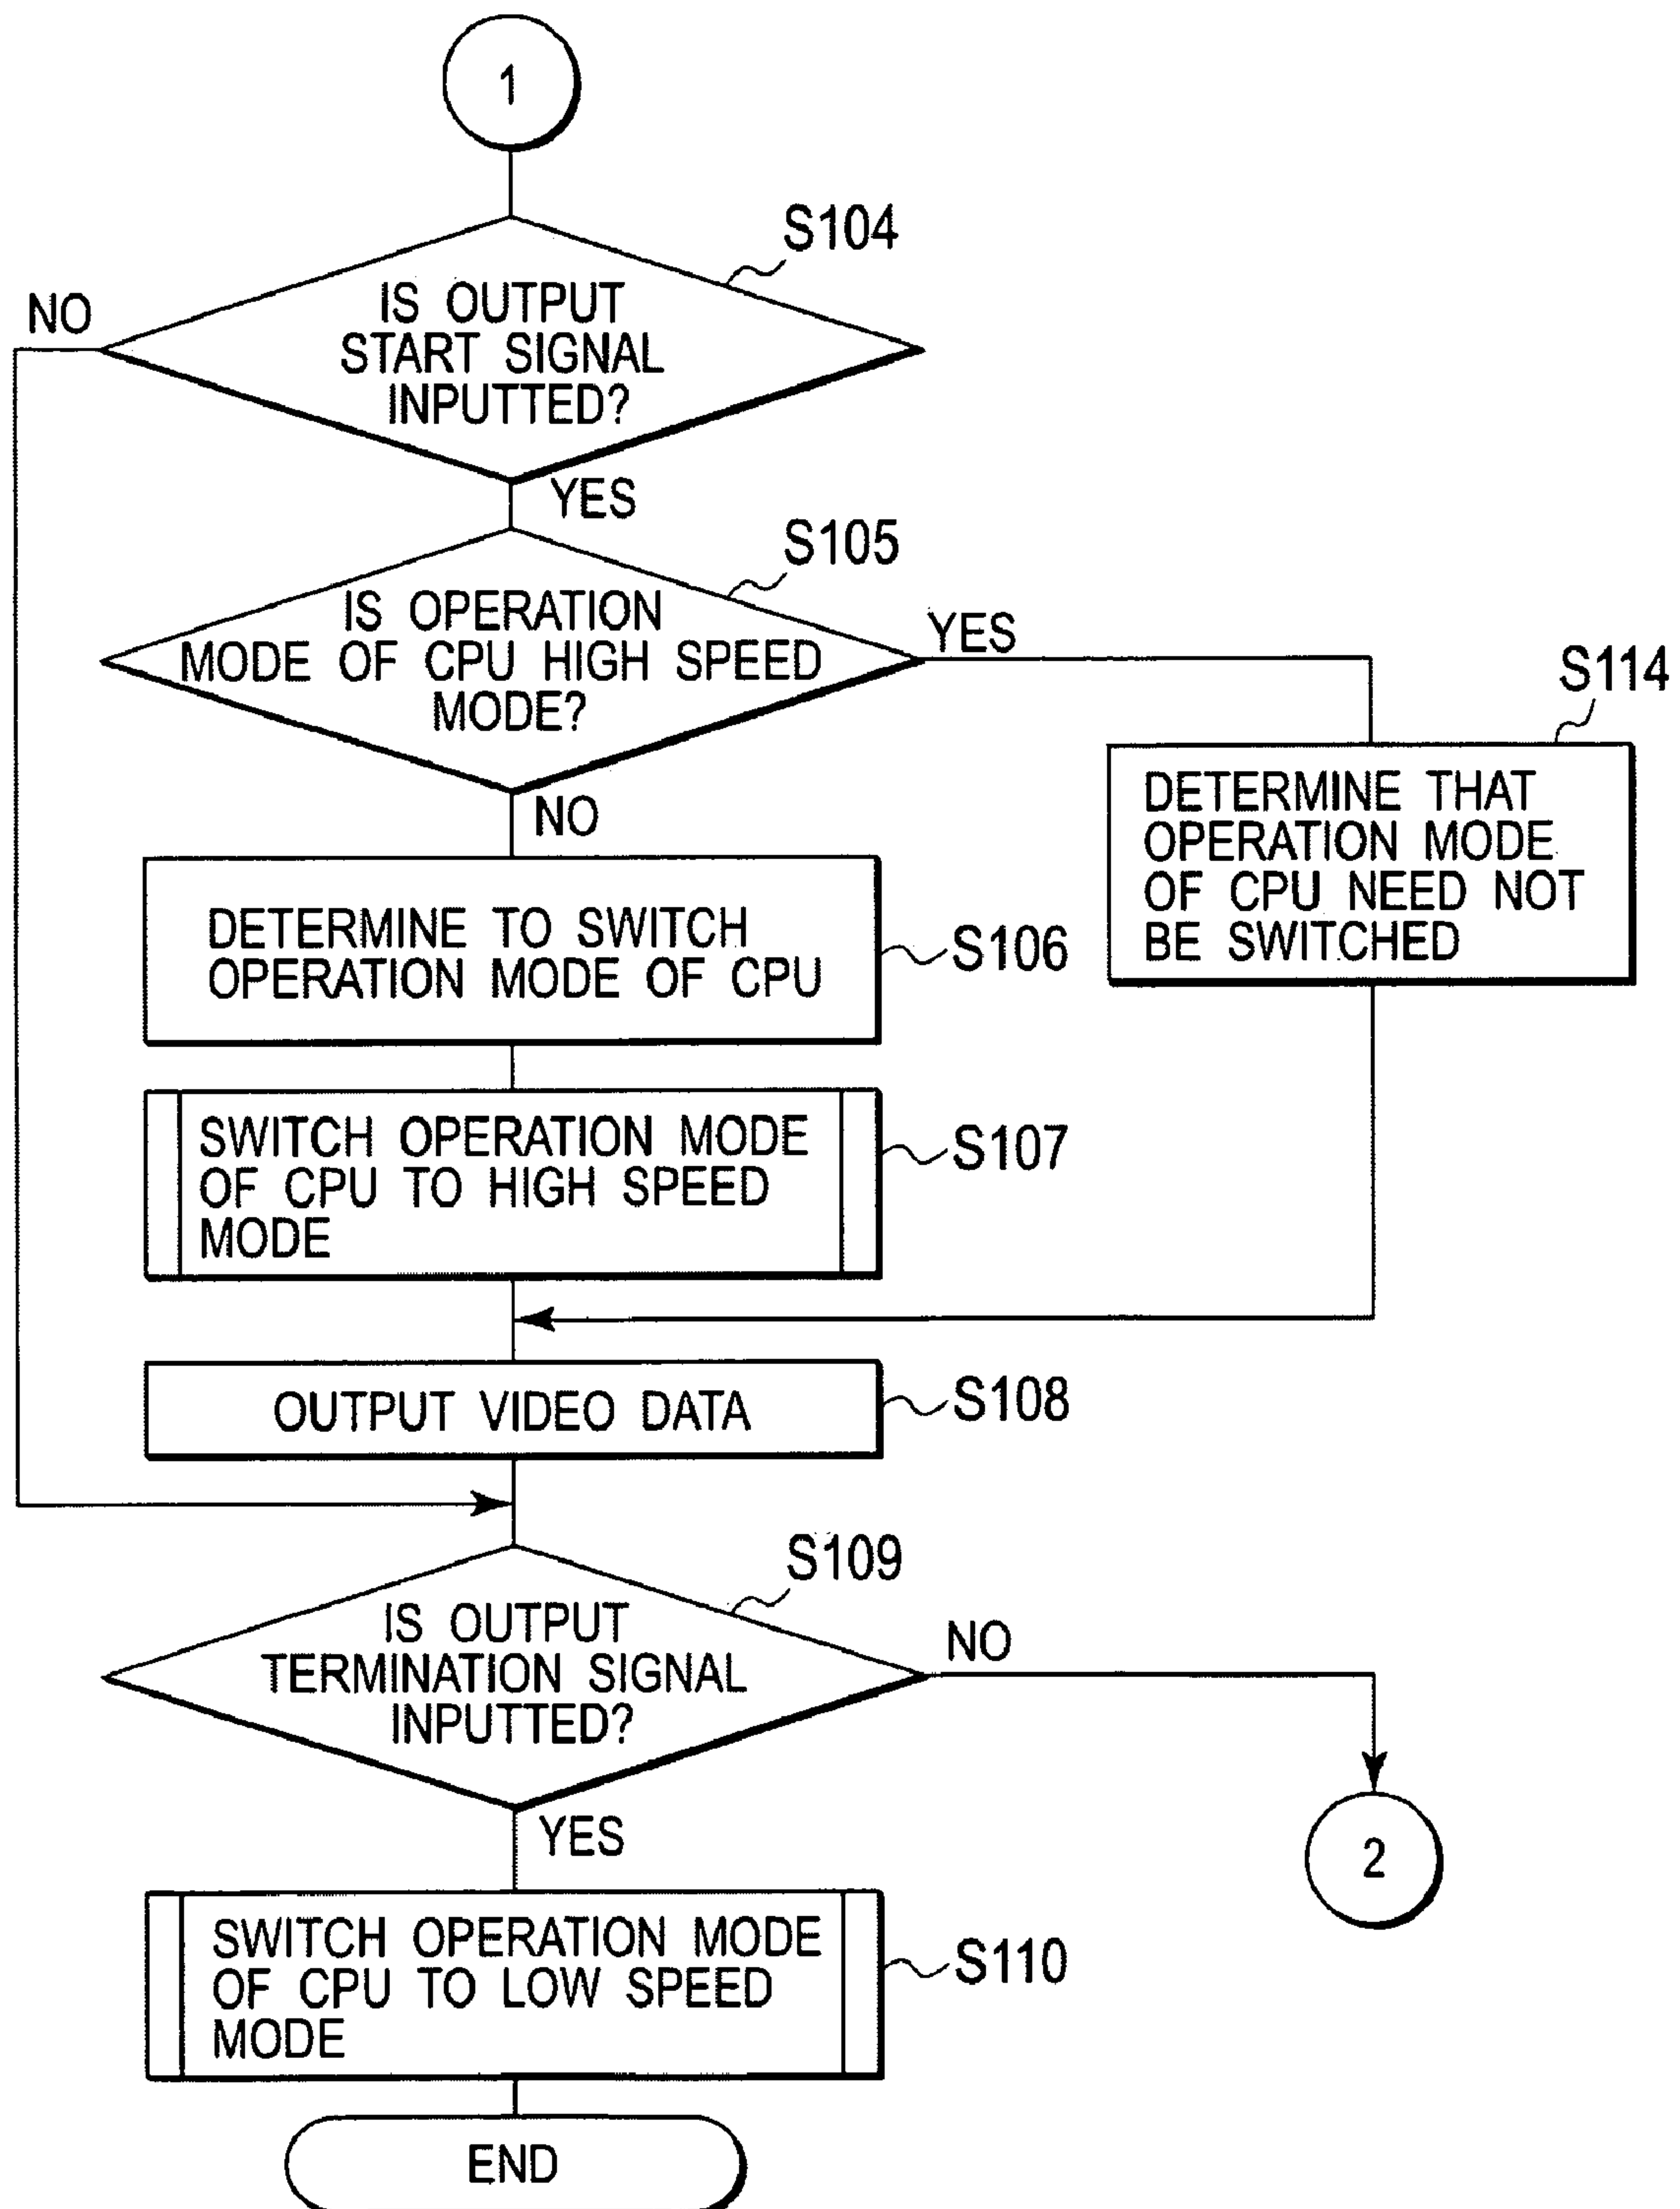 1
S104
NO
IS OUTPUT
START SIGNAL
INPUTTED?
YES
S105
IS OPERATION
MODE OF CPU HIGH SPEED
MODE?
YES
S114
DETERMINE THAT
OPERATION MODE
OF CPU NEED NOT
BE SWITCHED
NO
DETERMINE TO SWITCH
OPERATION MODE OF CPU
S106
SWITCH OPERATION MODE
OF CPU TO HIGH SPEED
MODE
S107
OUTPUT VIDEO DATA
S108
S109
IS OUTPUT
TERMINATION SIGNAL
INPUTTED?
NO
2
YES
SWITCH OPERATION MODE
OF CPU TO LOW SPEED
MODE
S110
END